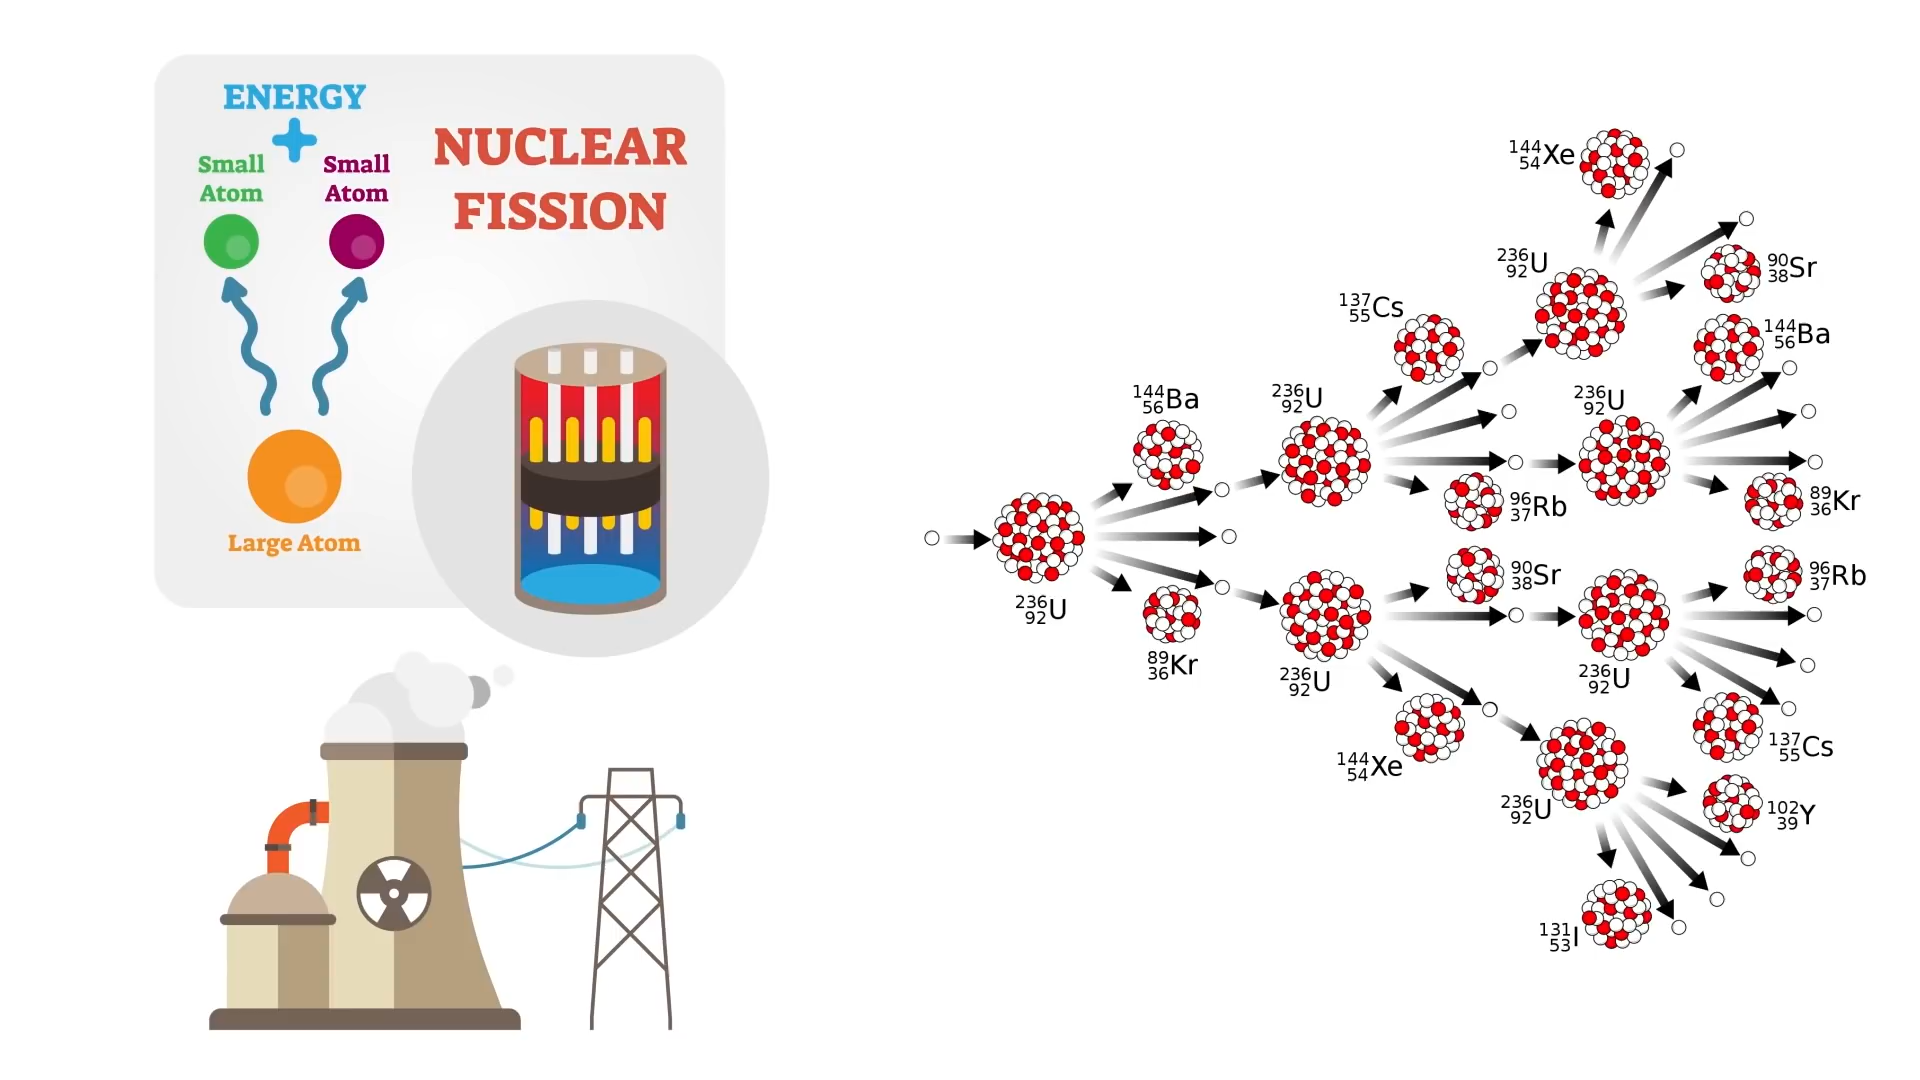 ENERGY
Small Atom
Small Atom
NUCLEAR
FISSION
Large Atom
144
54Xe
236
92U
90
38Sr
137
55Cs
144
56Ba
144
56Ba
236
92U
236
92U
96
37Rb
89
36Kr
236
92U
89
36Kr
90
38Sr
96
37Rb
236
92U
236
92U
144
54Xe
137
55Cs
236
92U
102
39Y
131
53I